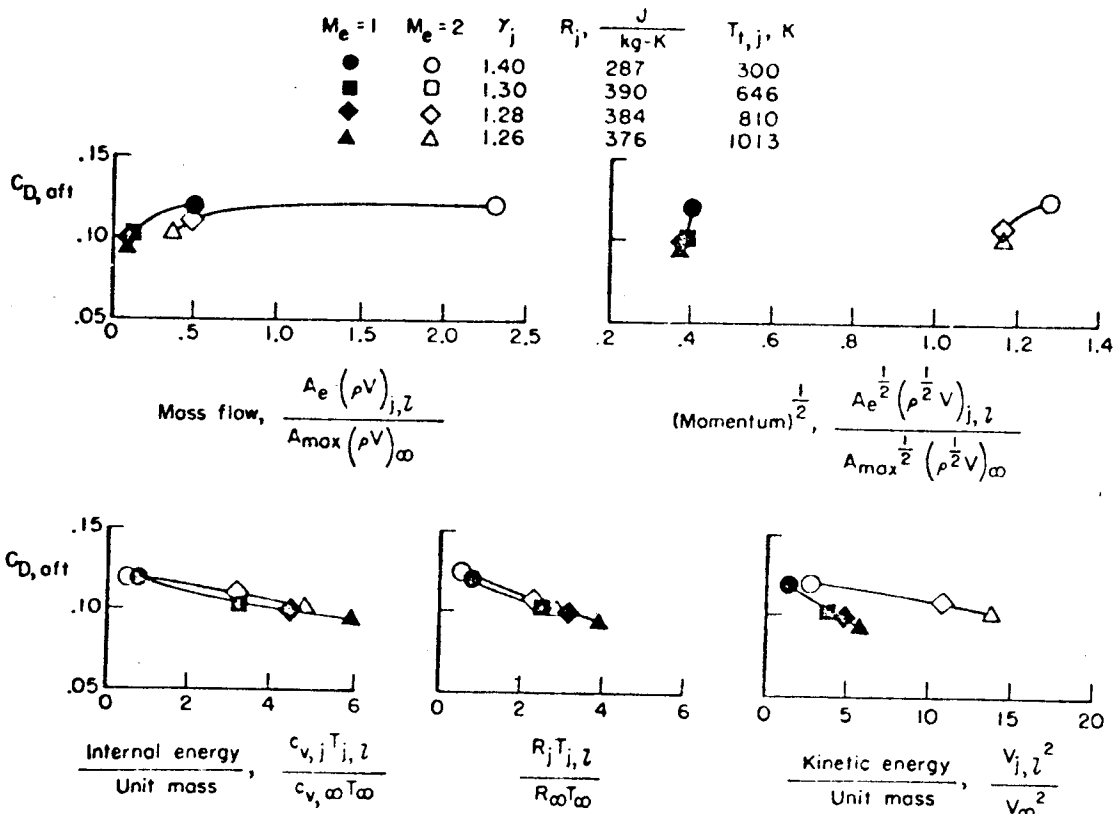 M_e = 1 M_e = 2 γ_j R_j, J/kg-K T_t,j, K
1.40 287 300
1.30 390 646
1.28 384 810
1.26 376 1013
C_D, aft
.15
.10
.05
0 .5 1.0 1.5 2.0 2.5
Mass flow, A_e (ρV)_j,l / A_max (ρV)_∞
.2 .4 .6 .8 1.0 1.2 1.4
(Momentum)^1/2, A_e^1/2 (ρ^1/2 V)_j,l / A_max^1/2 (ρ^1/2 V)_∞
C_D, aft
.15
.10
.05
0 2 4 6
Internal energy / Unit mass, c_v,j T_j,l / c_v,∞ T_∞
0 2 4 6
R_j T_j,l / R_∞ T_∞
0 5 10 15 20
Kinetic energy / Unit mass, V_j,l^2 / V_∞^2